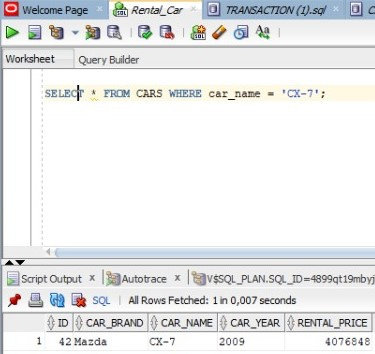 Welcome Page
Rental_Car
TRANSACTION (1).sql
Worksheet
Query Builder
SELECT * FROM CARS WHERE car_name = 'CX-7';
Script Output x
Autotrace x
V$SQL_PLAN.SQL_ID=4899qt19mbyj
SQL | All Rows Fetched: 1 in 0,007 seconds
ID CAR_BRAND CAR_NAME CAR_YEAR RENTAL_PRICE
1 42 Mazda CX-7 2009 4076848